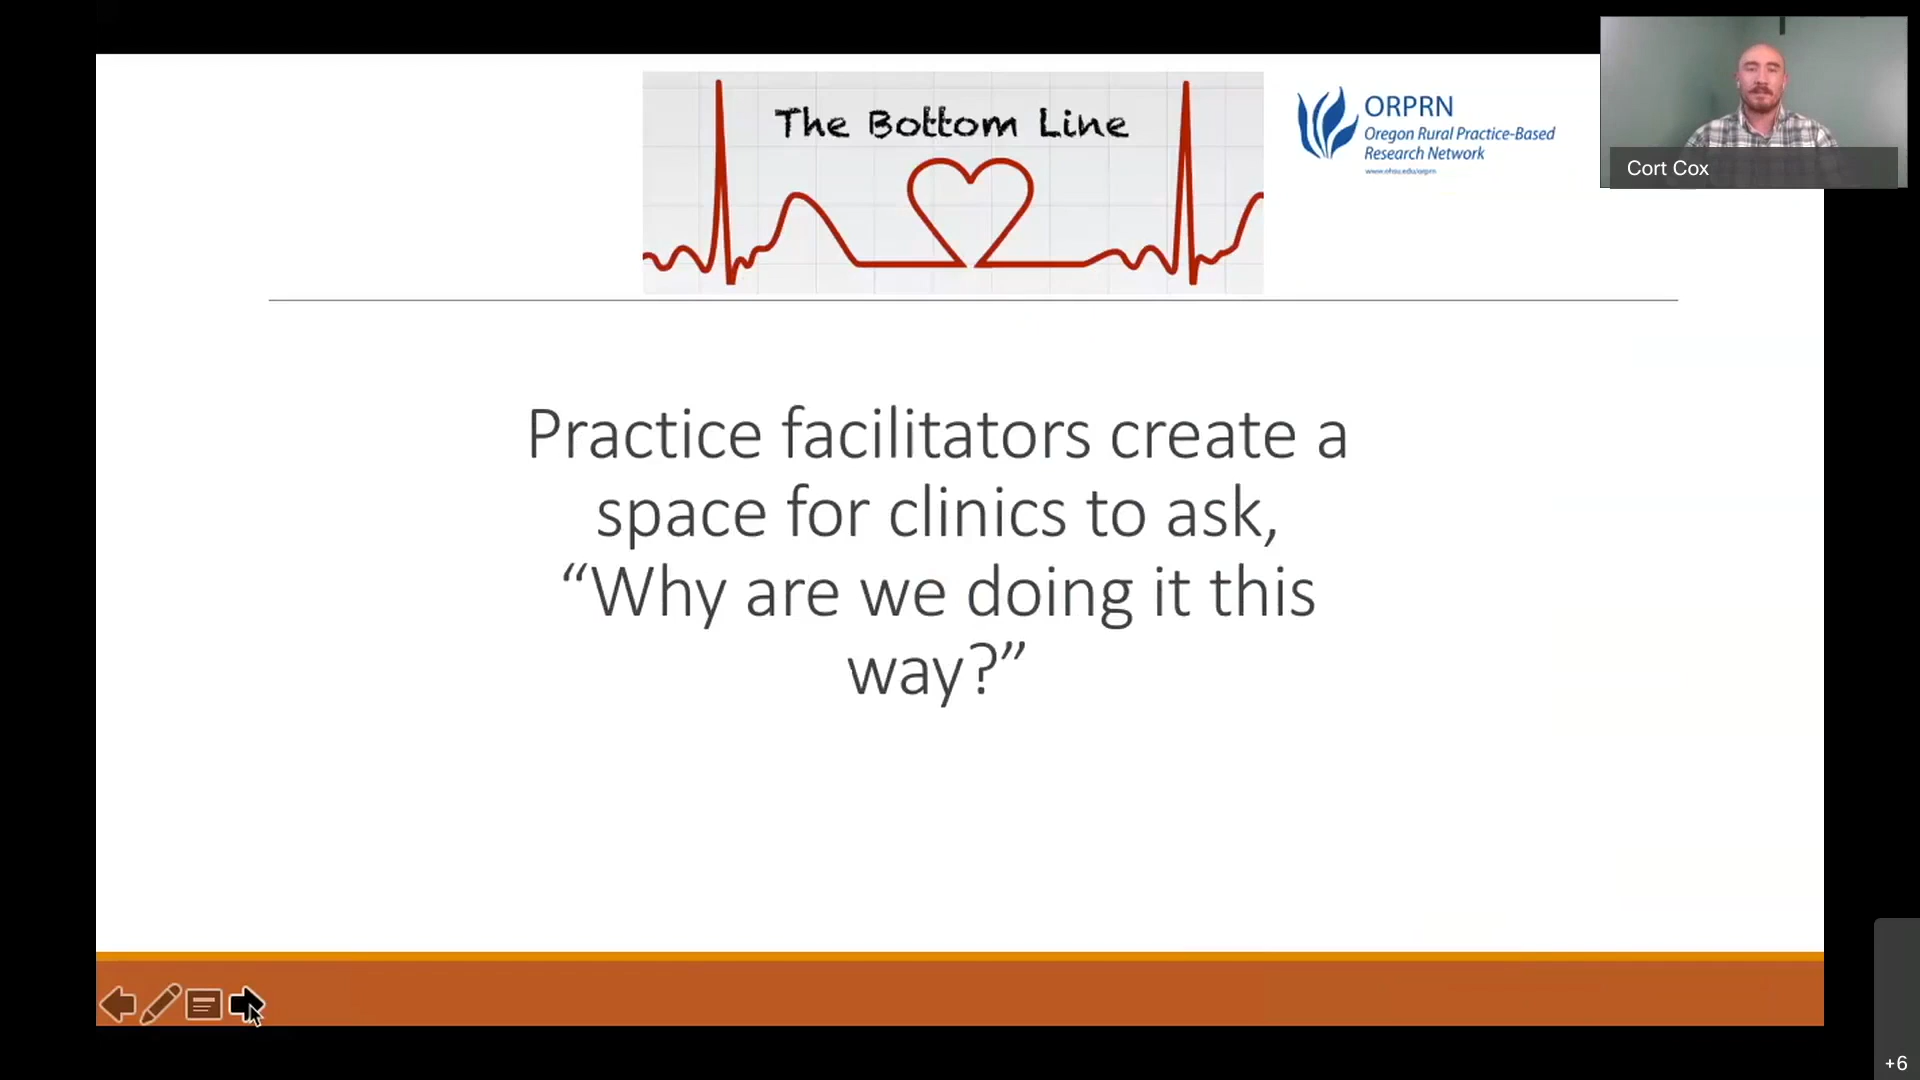 The Bottom Line
ORPRN
Oregon Rural Practice-Based
Research Network
www.ohsu.edu/orprn
Cort Cox
Practice facilitators create a
space for clinics to ask,
“Why are we doing it this
way?”
+6